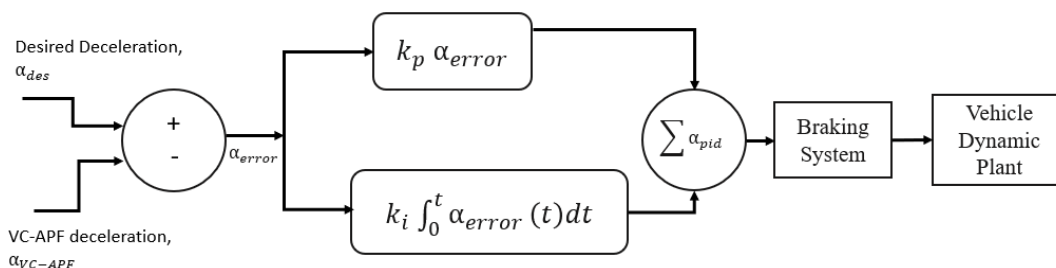 Desired Deceleration,
α_des
+
-
α_error
VC-APF deceleration,
α_VC−APF
k_p α_error
k_i ∫_0^t α_error (t)dt
∑ α_pid
Braking
System
Vehicle
Dynamic
Plant